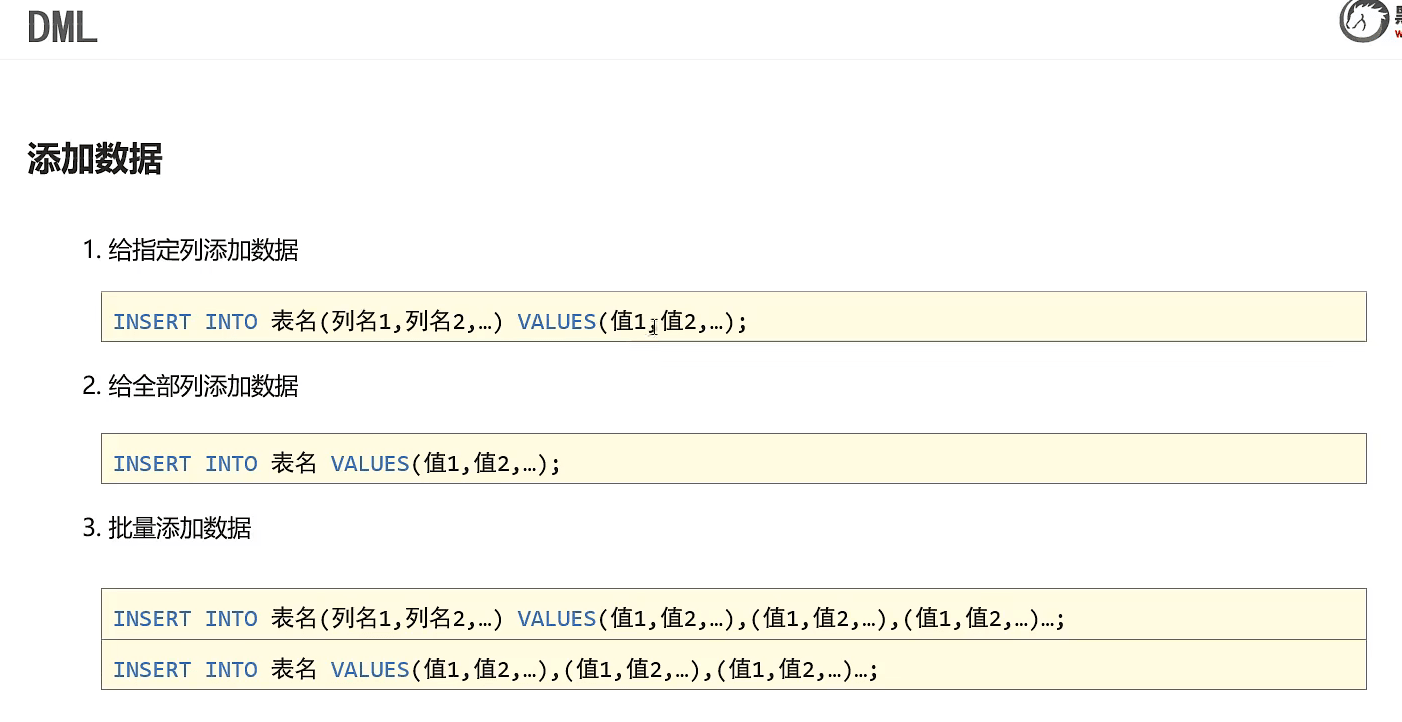 DML
添加数据
1. 给指定列添加数据
INSERT INTO 表名(列名1,列名2,…) VALUES(值1,值2,…);
2. 给全部列添加数据
INSERT INTO 表名 VALUES(值1,值2,…);
3. 批量添加数据
INSERT INTO 表名(列名1,列名2,…) VALUES(值1,值2,…),(值1,值2,…),(值1,值2,…)…;
INSERT INTO 表名 VALUES(值1,值2,…),(值1,值2,…),(值1,值2,…)…;